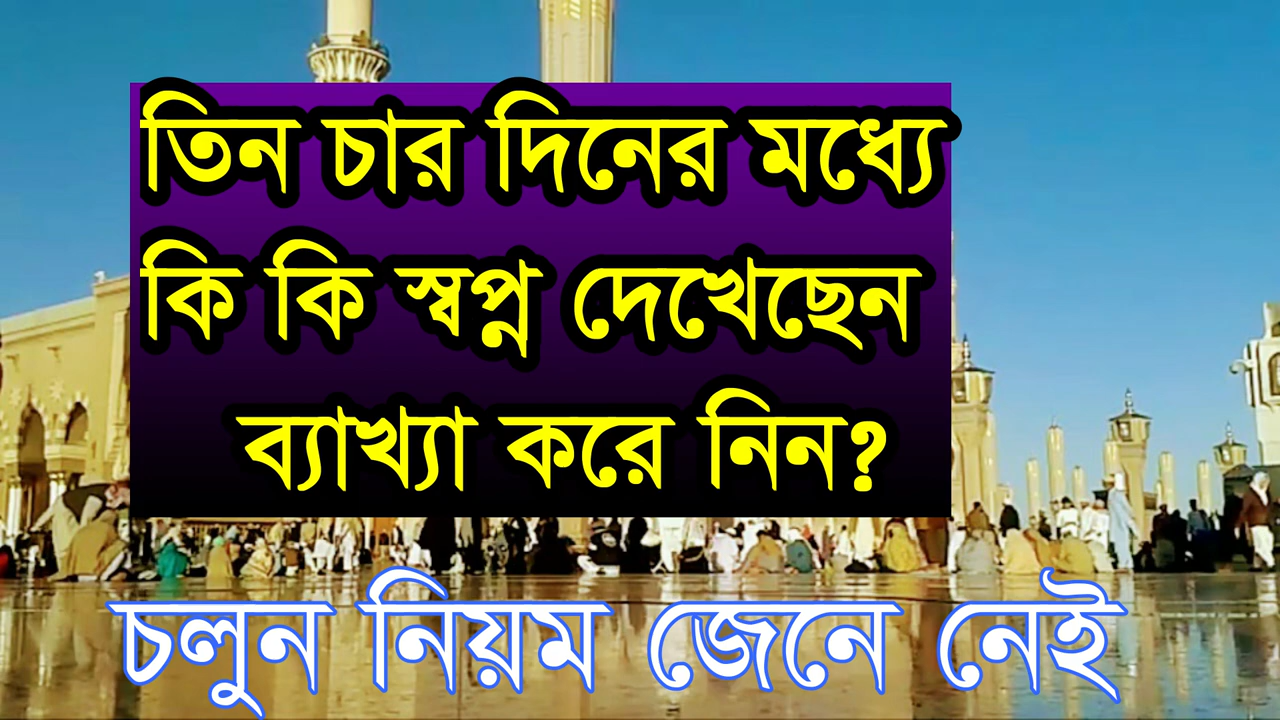 তিন চার দিনের মধ্যে
কি কি স্বপ্ন দেখেছেন
ব্যাখ্যা করে নিন?
চলুন নিয়ম জেনে নেই